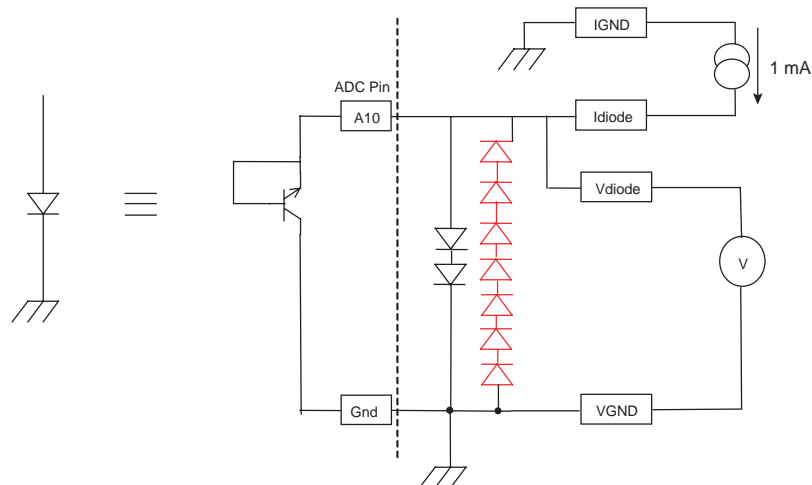 IGND
1 mA
ADC Pin
A10
Idiode
Vdiode
V
Gnd
VGND